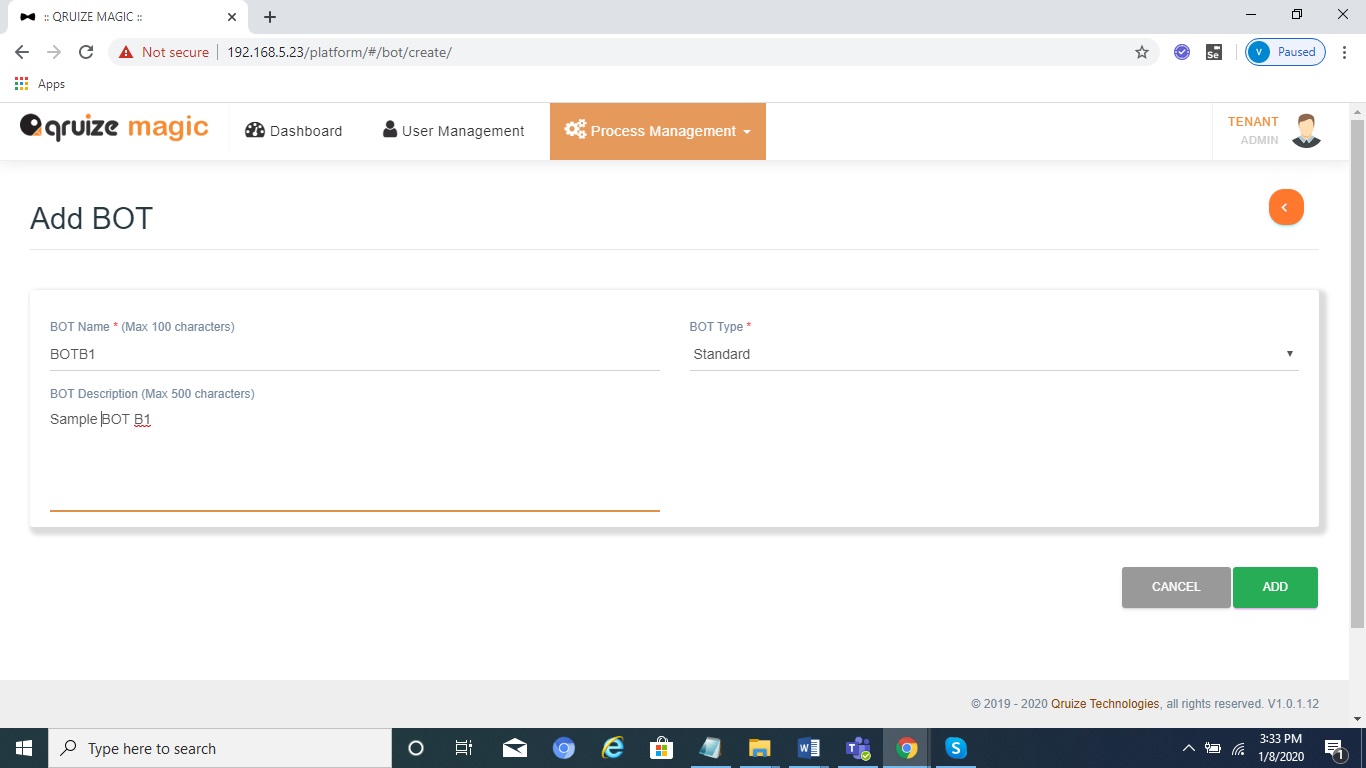 :: QRUIZE MAGIC ::
Not secure 192.168.5.23/platform/#/bot/create/
Se
V Paused
Apps
qruize magic
Dashboard
User Management
Process Management
TENANT
ADMIN
Add BOT
BOT Name * (Max 100 characters)
BOTB1
BOT Type *
Standard
BOT Description (Max 500 characters)
Sample BOT B1
CANCEL
ADD
© 2019 - 2020 Qruize Technologies, all rights reserved. V1.0.1.12
Type here to search
3:33 PM
1/8/2020
1